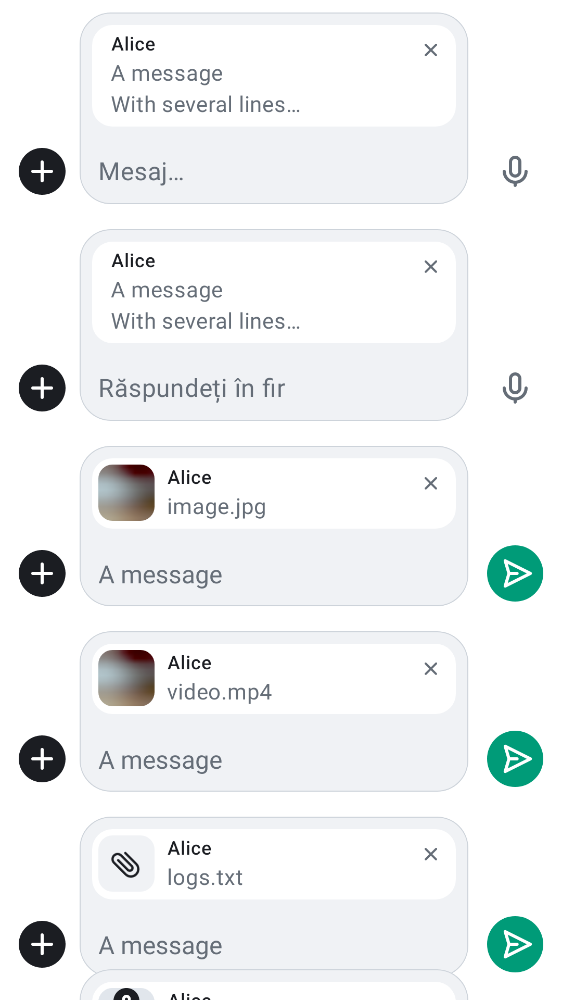 Alice
A message
With several lines…
Mesaj…
Alice
A message
With several lines…
Răspundeți în fir
Alice
image.jpg
A message
Alice
video.mp4
A message
Alice
logs.txt
A message
Alice